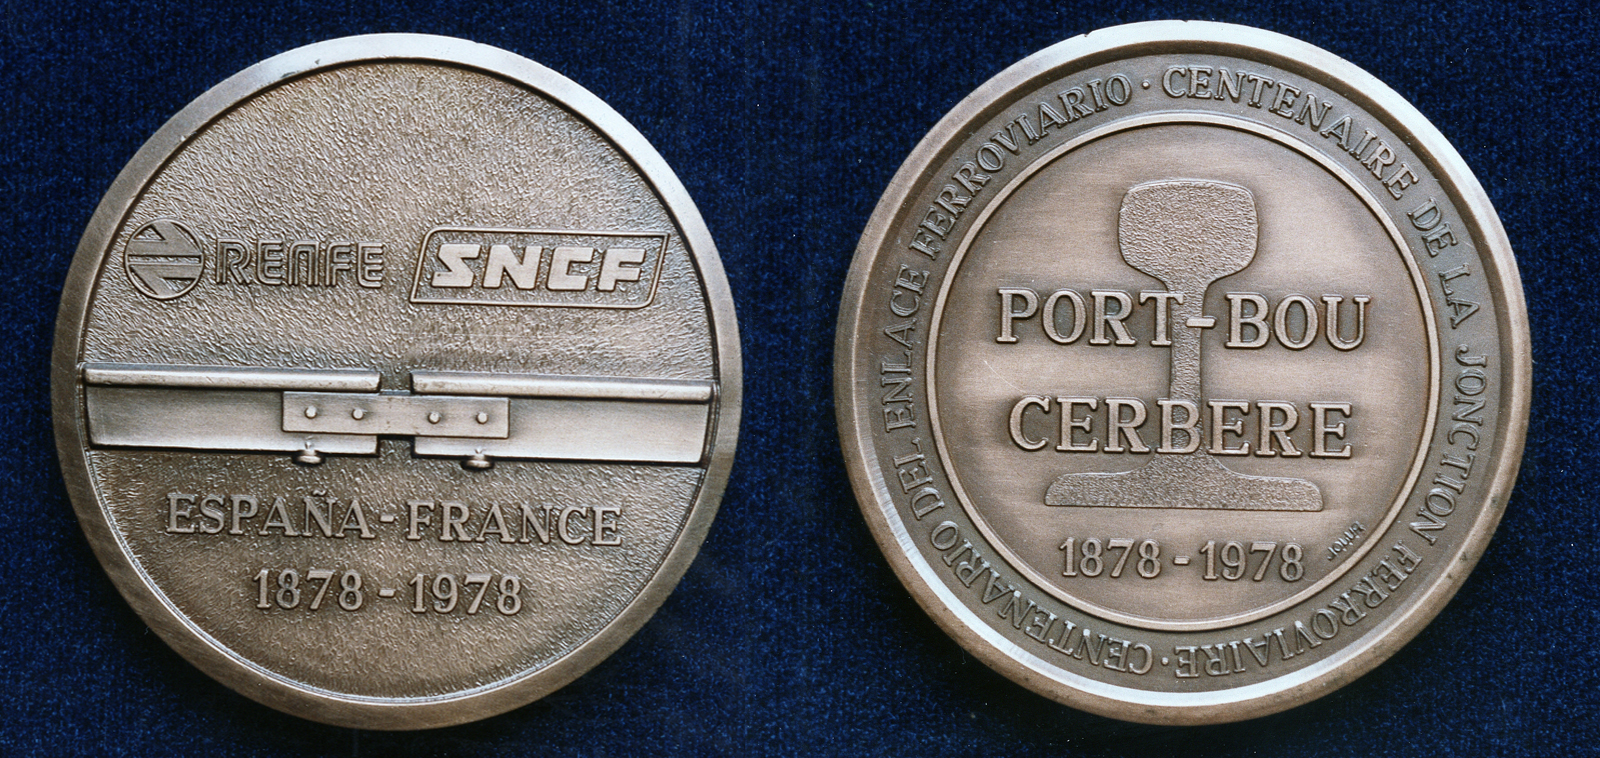 RENFE SNCF
ESPAÑA-FRANCE
1878-1978
CENTENARIO DEL ENLACE FERROVIARIO · CENTENAIRE DE LA JONCTION FERROVIAIRE ·
PORT-BOU
CERBERE
1878-1978